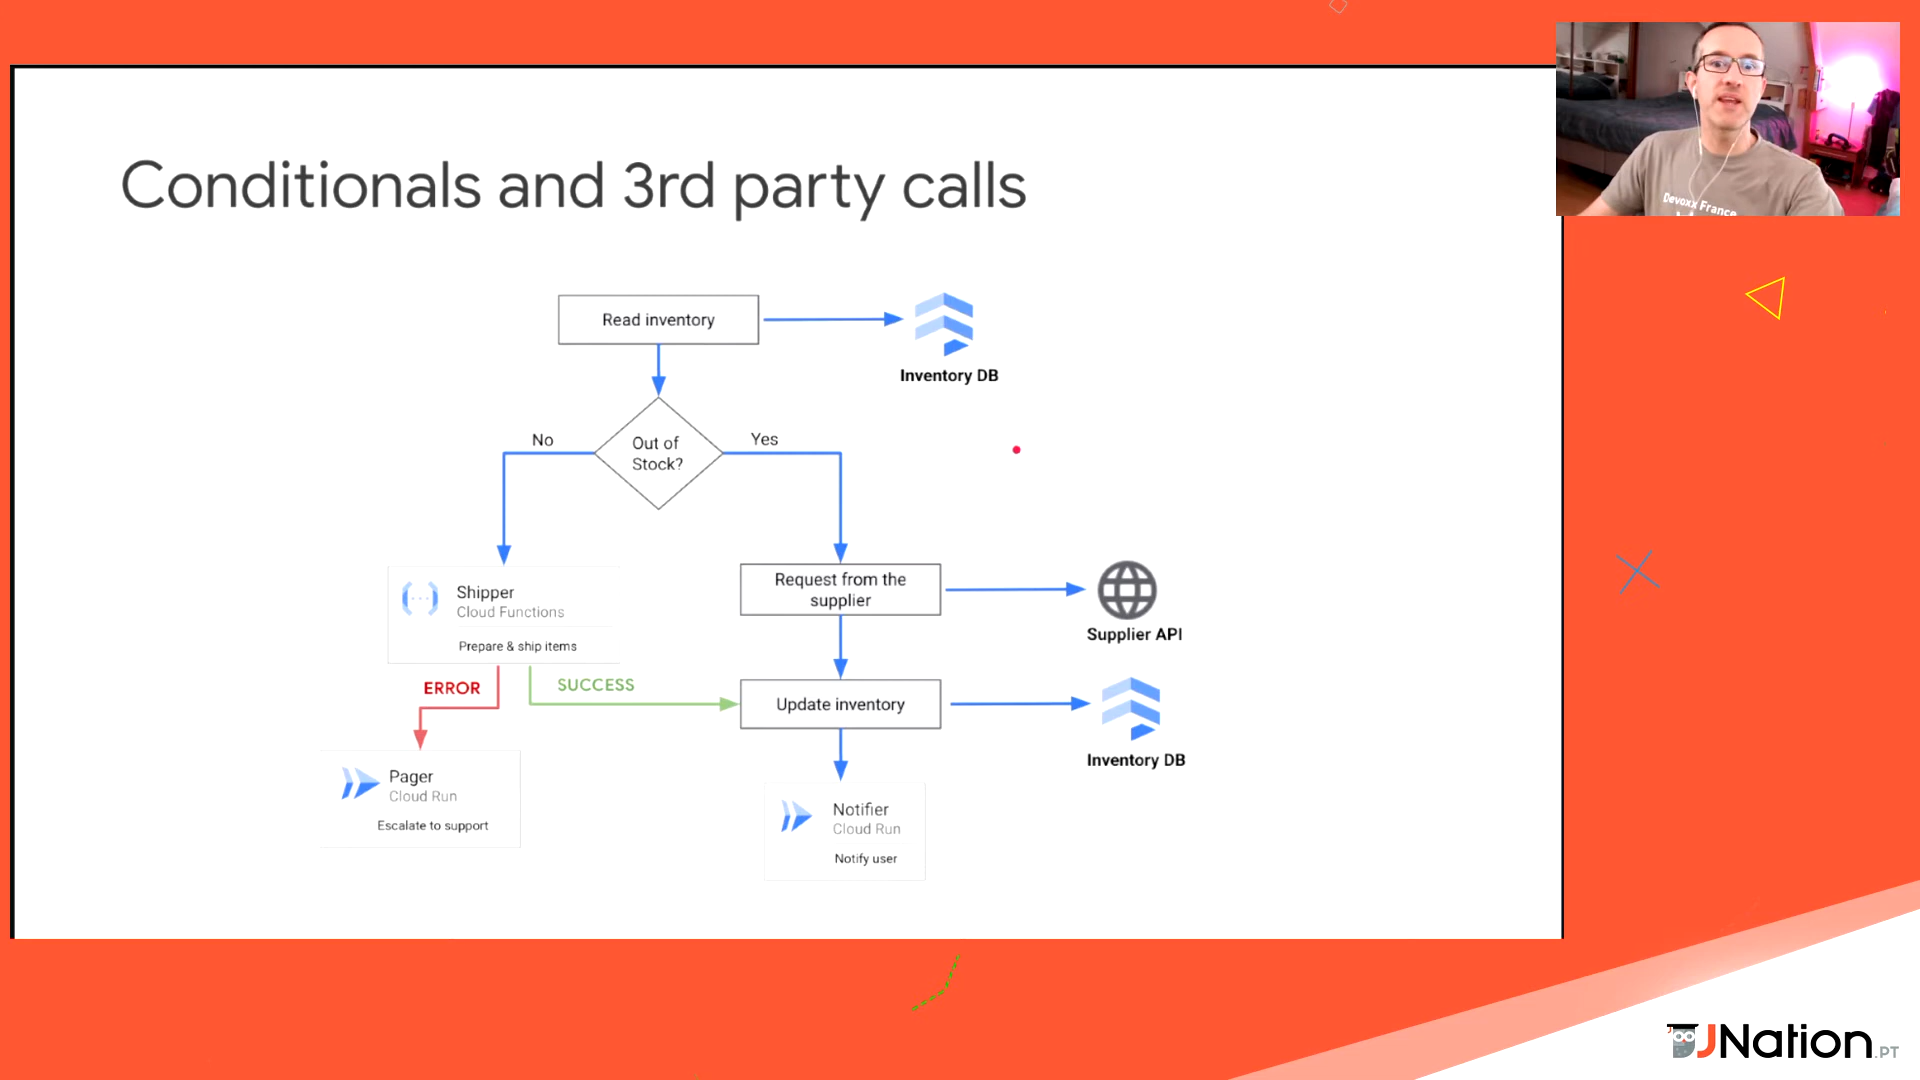 Devoxx France
Conditionals and 3rd party calls
Read inventory
Inventory DB
No
Out of
Stock?
Yes
Shipper
Cloud Functions
Prepare & ship items
Request from the
supplier
Supplier API
ERROR
SUCCESS
Update inventory
Inventory DB
Pager
Cloud Run
Escalate to support
Notifier
Cloud Run
Notify user
JNation.PT